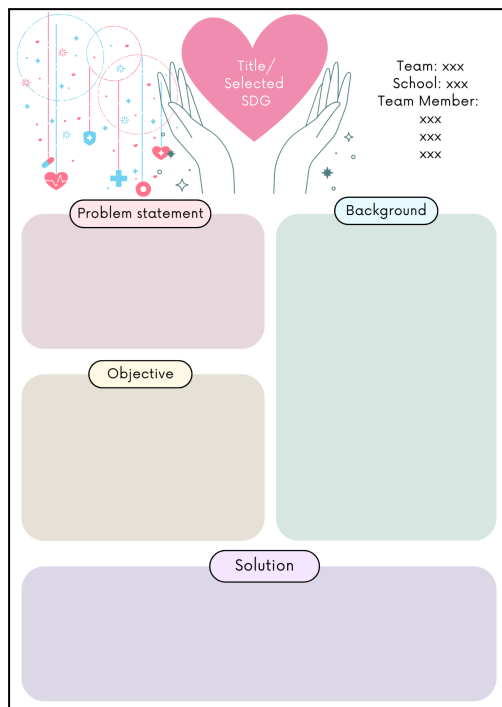 Title/
Selected
SDG
Team: xxx
School: xxx
Team Member:
xxx
xxx
xxx
Problem statement
Background
Objective
Solution